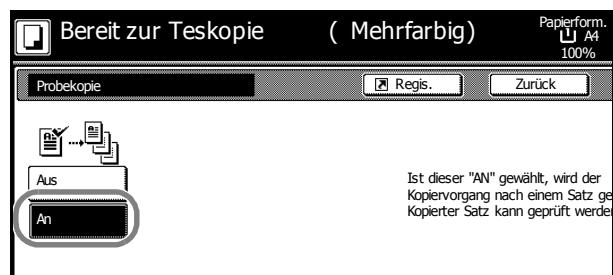 Bereit zur Teskopie ( Mehrfarbig)
Papierform.
A4
100%
Probekopie
Regis.
Zurück
Aus
An
Ist dieser "AN" gewählt, wird der
Kopiervorgang nach einem Satz ge
Kopierter Satz kann geprüft werde